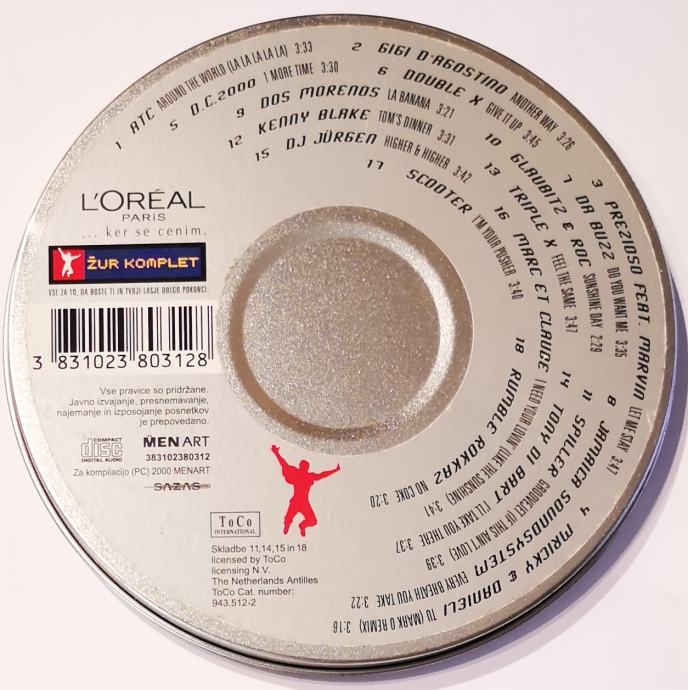 1 ATC AROUND THE WORLD (LA LA LA LA LA) 3:33
2 GIGI D'AGOSTINO ANOTHER WAY 3:26
3 PREZIOSO FEAT. MARVIN LET ME STAY 3:47
4 MRICKY & DANIELI TU (MARK O REMIX) 3:16
5 D.C.2000 1 MORE TIME 3:30
6 DOUBLE X GIVE IT UP 3:45
7 DA BUZZ DO YOU WANT ME 3:35
8 JAMAICA SOUNDSYSTEM EVERY BREATH YOU TAKE 3:22
9 DOS MORENOS LA BANANA 3:21
10 GLAUBITZ & ROC SUNSHINE DAY 2:29
11 SPILLER GROOVEJET (IF THIS AIN'T LOVE) 3:39
12 KENNY BLAKE TOM'S DINNER 3:31
13 TRIPLE X FEEL THE SAME 3:47
14 TONY DI BART I'LL TAKE YOU THERE 3:37
15 DJ JÜRGEN HIGHER & HIGHER 3:42
16 MARC ET CLAUDE I NEED YOUR LOVIN' (LIKE THE SUNSHINE) 3:41
17 SCOOTER I'M YOUR PUSHER 3:40
18 RUMBLE ROKKAZ NO COKE 3:20
L'ORÉAL
PARIS
... ker se cenim.
ŽUR KOMPLET
VSE ZA TO, DA BOSTE TI IN TVOJI LASJE DOLGO POKONCI.
3 831023 803128
Vse pravice so pridržane.
Javno izvajanje, presnemavanje,
najemanje in izposojanje posnetkov
je prepovedano.
COMPACT
disc
DIGITAL AUDIO
MENART
383102380312
Za kompilacijo (PC) 2000 MENART
SAZAS
ToCo
INTERNATIONAL
Skladbe 11,14,15 in 18
licensed by ToCo
licensing N.V.
The Netherlands Antilles
ToCo Cat. number:
943.512-2